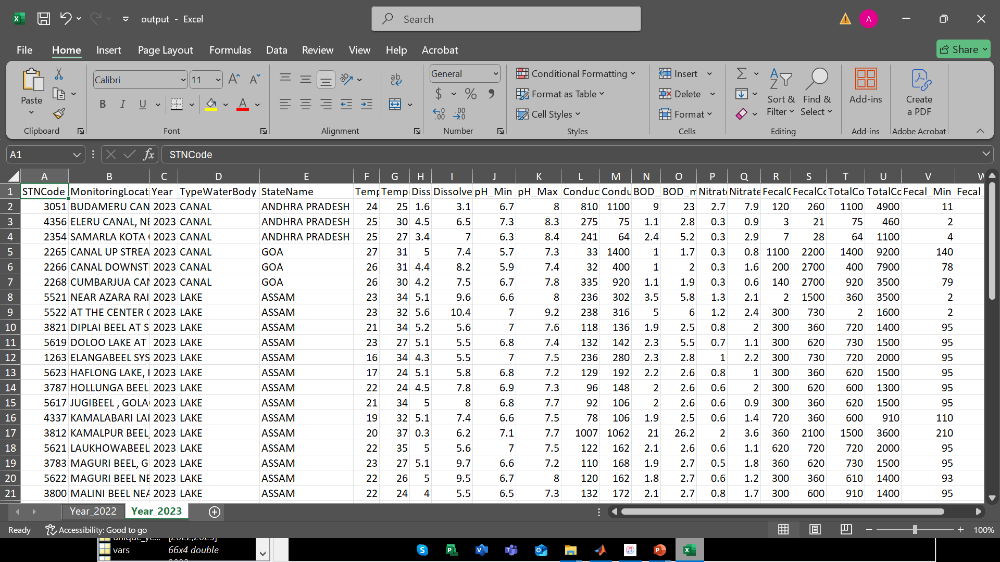 output - Excel
Search
A
File Home Insert Page Layout Formulas Data Review View Help Acrobat
Share
Paste
Calibri 11
General
Conditional Formatting
Format as Table
Cell Styles
Insert
Delete
Format
Sort & Filter
Find & Select
Add-ins
Create a PDF
Clipboard Font Alignment Number Styles Cells Editing Add-ins Adobe Acrobat
A1 fx STNCode
A B C D E F G H I J K L M N O P Q R S T U V
1 STNCode MonitoringLocati Year TypeWaterBody StateName Temp Tempe Diss Dissolve pH_Min pH_Max Conduc Condu BOD_ BOD_m Nitrate Nitrate FecalC FecalCo TotalCo TotalCo Fecal_Min Fecal_
2 3051 BUDAMERU CAN 2023 CANAL ANDHRA PRADESH 24 25 1.6 3.1 6.7 8 810 1100 9 23 2.7 7.9 120 260 1100 4900 11
3 4356 ELERU CANAL, NE 2023 CANAL ANDHRA PRADESH 25 30 4.5 6.5 7.3 8.3 275 75 1.1 2.8 0.3 0.9 3 21 75 460 2
4 2354 SAMARLA KOTA 2023 CANAL ANDHRA PRADESH 25 27 3.4 7 6.3 8.4 241 64 2.4 5.2 0.3 2.9 7 28 64 1100 4
5 2265 CANAL UP STREA 2023 CANAL GOA 27 31 5 7.4 5.7 7.3 33 1400 1 1.7 0.3 0.8 1100 2200 1400 9200 140
6 2266 CANAL DOWNST 2023 CANAL GOA 26 31 4.4 8.2 5.9 7.4 32 400 1 2 0.3 1.6 200 2700 400 7900 78
7 2268 CUMBARJUA CAN 2023 CANAL GOA 26 30 4.2 7.5 6.7 7.8 335 920 1.1 1.9 0.3 0.6 140 2700 920 3500 79
8 5521 NEAR AZARA RAI 2023 LAKE ASSAM 23 34 5.1 9.6 6.6 8 236 302 3.5 5.8 1.3 2.1 2 1500 360 3500 2
9 5522 AT THE CENTER 2023 LAKE ASSAM 23 32 5.6 10.4 7 9.2 238 316 5 6 1.2 2.4 300 730 2 1600 2
10 3821 DIPLAI BEEL AT S 2023 LAKE ASSAM 21 34 5.2 5.6 7 7.6 118 136 1.9 2.5 0.8 2 300 360 720 1400 95
11 5619 DOLOO LAKE AT 2023 LAKE ASSAM 23 27 5.1 5.5 6.8 7.4 132 142 2.3 5.5 0.7 1.1 300 620 730 1500 95
12 1263 ELANGABEEL SYS 2023 LAKE ASSAM 16 34 4.3 5.5 7 7.5 236 280 2.3 2.8 1 2.2 300 730 720 2000 95
13 5623 HAFLONG LAKE, 2023 LAKE ASSAM 17 24 5.1 5.8 6.8 7.2 129 192 2.2 2.6 0.8 1 300 360 620 1500 95
14 3787 HOLLUNGA BEEL 2023 LAKE ASSAM 22 24 4.5 7.8 6.9 7.3 96 148 2 2.6 0.6 2 300 620 600 1300 95
15 5617 JUGIBEEL , GOLA 2023 LAKE ASSAM 21 34 5 8 6.8 7.7 92 106 2 2.6 0.6 0.9 300 360 620 1500 95
16 4337 KAMALABARI LA 2023 LAKE ASSAM 19 32 5.1 7.4 6.6 7.5 78 106 1.9 2.5 0.6 1.4 720 360 600 910 110
17 3812 KAMALPUR BEEL, 2023 LAKE ASSAM 20 37 0.3 6.2 7.1 7.7 1007 1062 21 26.2 2 3.6 360 2100 1500 3600 210
18 5621 LAUKHOWABEEL 2023 LAKE ASSAM 22 35 5 5.6 7 7.5 122 162 2.1 2.6 0.6 1.1 620 720 720 2000 95
19 3783 MAGURI BEEL, G 2023 LAKE ASSAM 23 27 5.1 9.7 6.6 7.2 110 168 1.9 2.7 0.5 1.8 360 620 730 1500 95
20 5622 MAGURI BEEL NE 2023 LAKE ASSAM 22 26 5 9.5 6.7 8 120 162 1.8 2.7 0.6 1.2 300 360 610 1400 93
21 3800 MALINI BEEL NEA 2023 LAKE ASSAM 22 24 4 5.5 6.5 7.3 132 172 2.1 2.7 0.8 1.7 300 600 910 1400 95
Year_2022 Year_2023
Ready Accessibility: Good to go 100%
vars 66x4 double